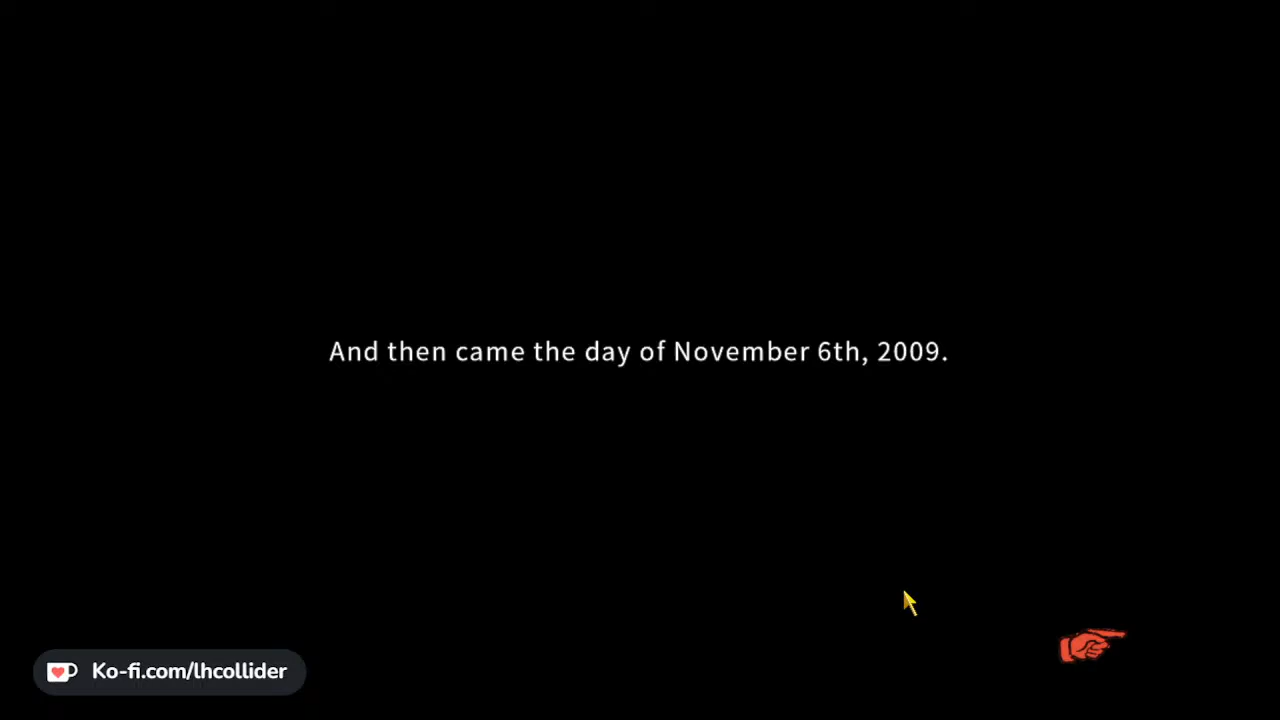 And then came the day of November 6th, 2009.
Ko-fi.com/lhcollider